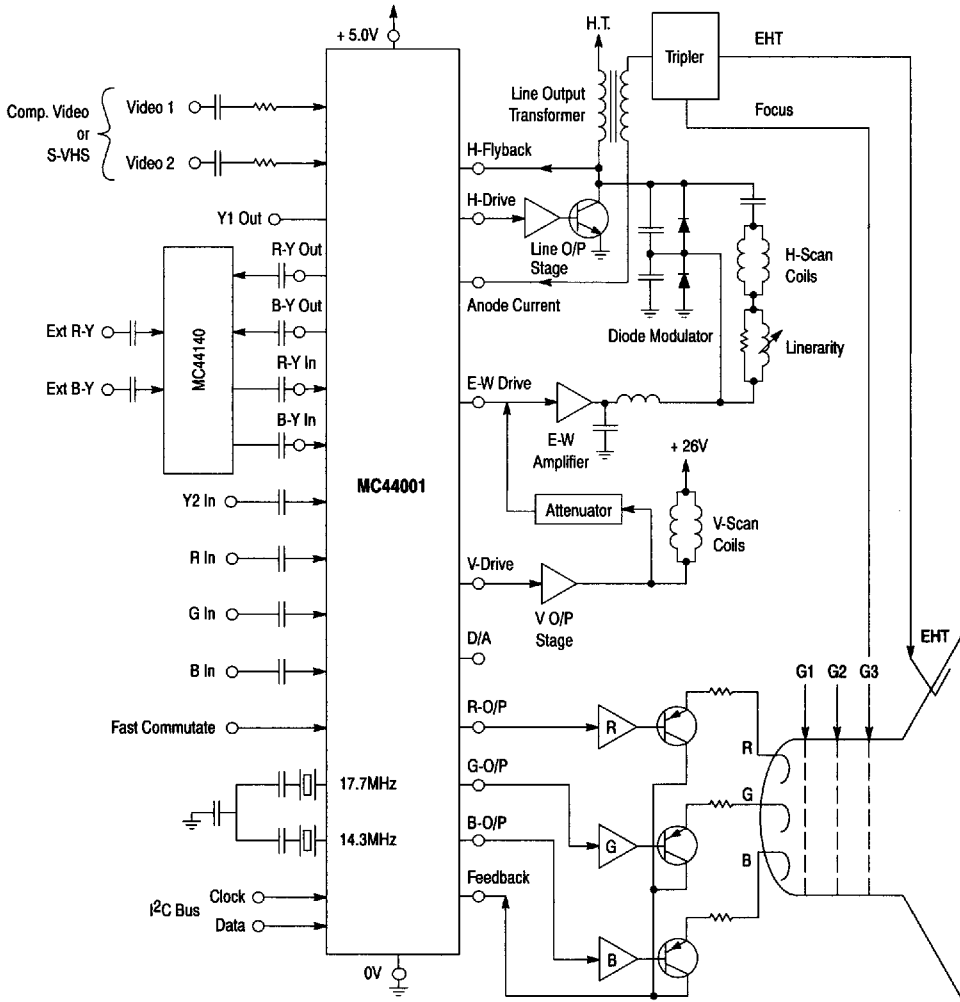 + 5.0V
Comp. Video
or
S-VHS
Video 1
Video 2
Y1 Out
R-Y Out
B-Y Out
R-Y In
B-Y In
Ext R-Y
Ext B-Y
MC44140
Y2 In
R In
G In
B In
Fast Commutate
17.7MHz
14.3MHz
I²C Bus
Clock
Data
0V
MC44001
H-Flyback
H-Drive
Anode Current
E-W Drive
V-Drive
D/A
R-O/P
G-O/P
B-O/P
Feedback
H.T.
Line Output
Transformer
Tripler
EHT
Focus
Line O/P
Stage
Diode Modulator
H-Scan
Coils
Linerarity
E-W
Amplifier
+ 26V
Attenuator
V-Scan
Coils
V O/P
Stage
R
G
B
R
G
B
G1
G2
G3
EHT